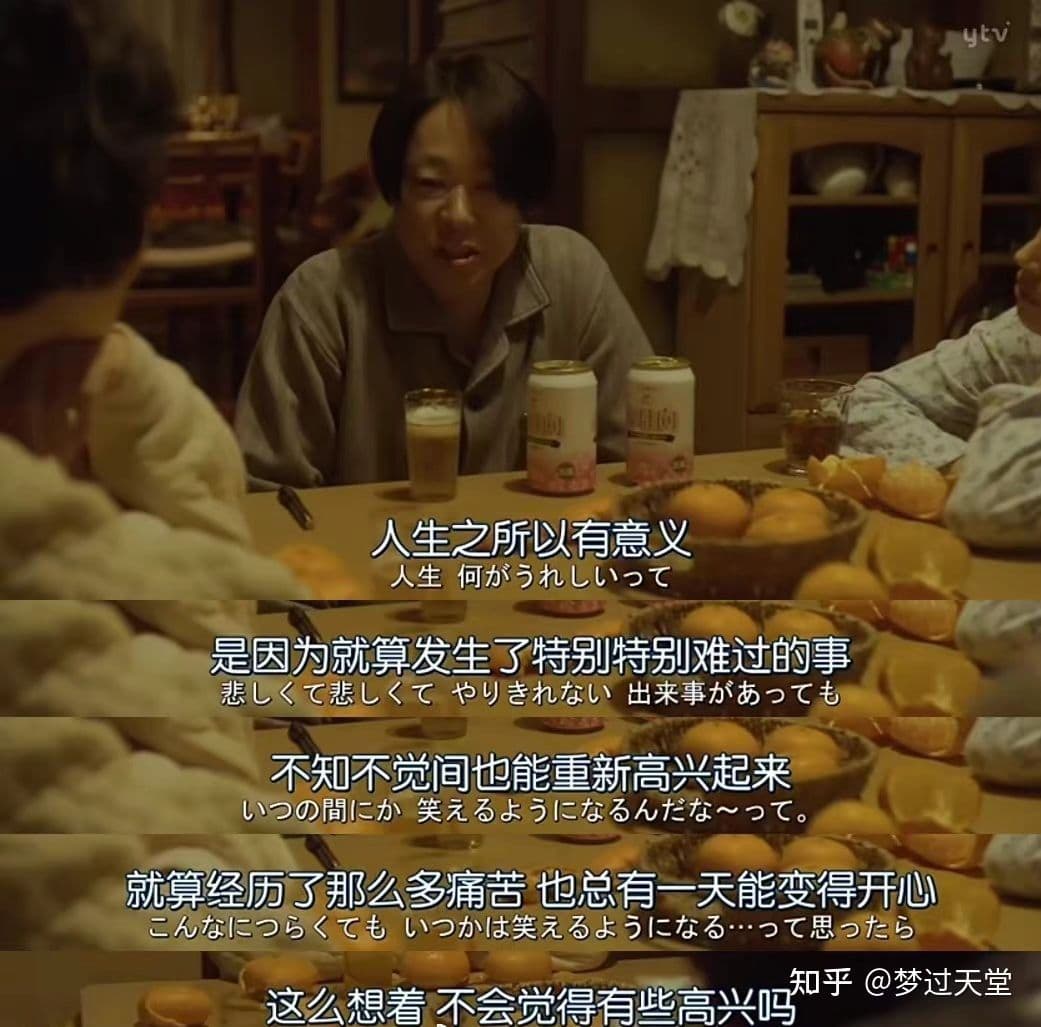 ytv
人生之所以有意义
人生 何がうれしいって
是因为就算发生了特别特别难过的事
悲しくて悲しくて やりきれない 出来事があっても
不知不觉间也能重新高兴起来
いつの間にか 笑えるようになるんだな～って。
就算经历了那么多痛苦 也总有一天能变得开心
こんなにつらくても いつかは笑えるようになる…って思ったら
这么想着 不会觉得有些高兴吗
知乎 @梦过天堂